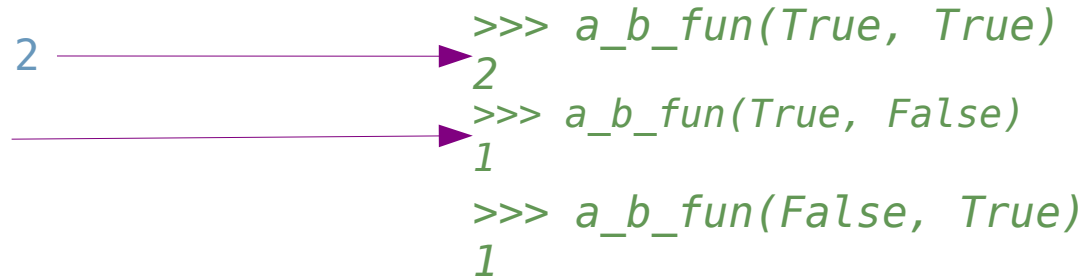 2
>>> a_b_fun(True, True)
2
>>> a_b_fun(True, False)
1
>>> a_b_fun(False, True)
1